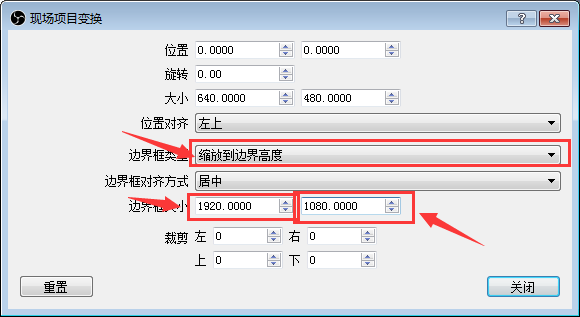 现场项目变换
位置 0.0000 0.0000
旋转 0.00
大小 640.0000 480.0000
位置对齐 左上
边界框类型 缩放到边界高度
边界框对齐方式 居中
边界框大小 1920.0000 1080.0000
裁剪 左 0 右 0
上 0 下 0
重置 关闭